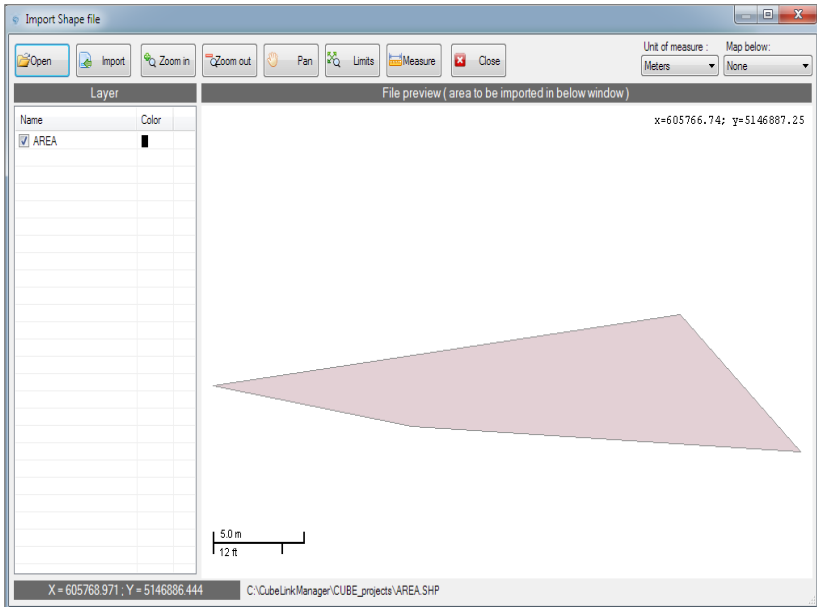 Import Shape file
Open Import Zoom in Zoom out Pan Limits Measure Close
Unit of measure : Map below:
Meters None
Layer
File preview ( area to be imported in below window )
Name Color
x=605766.74; y=5146887.25
AREA
5.0 m
12 ft
X = 605768.971 ; Y = 5146886.444
C:\CubeLinkManager\CUBE_projects\AREA.SHP